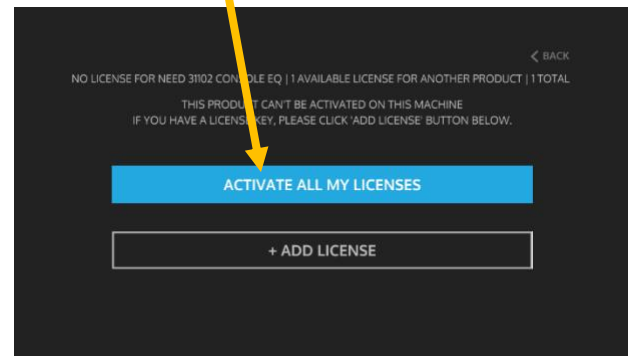 < BACK
NO LICENSE FOR NEED 31102 CONSOLE EQ | 1 AVAILABLE LICENSE FOR ANOTHER PRODUCT | 1 TOTAL
THIS PRODUCT CAN'T BE ACTIVATED ON THIS MACHINE
IF YOU HAVE A LICENSE KEY, PLEASE CLICK 'ADD LICENSE' BUTTON BELOW.
ACTIVATE ALL MY LICENSES
+ ADD LICENSE